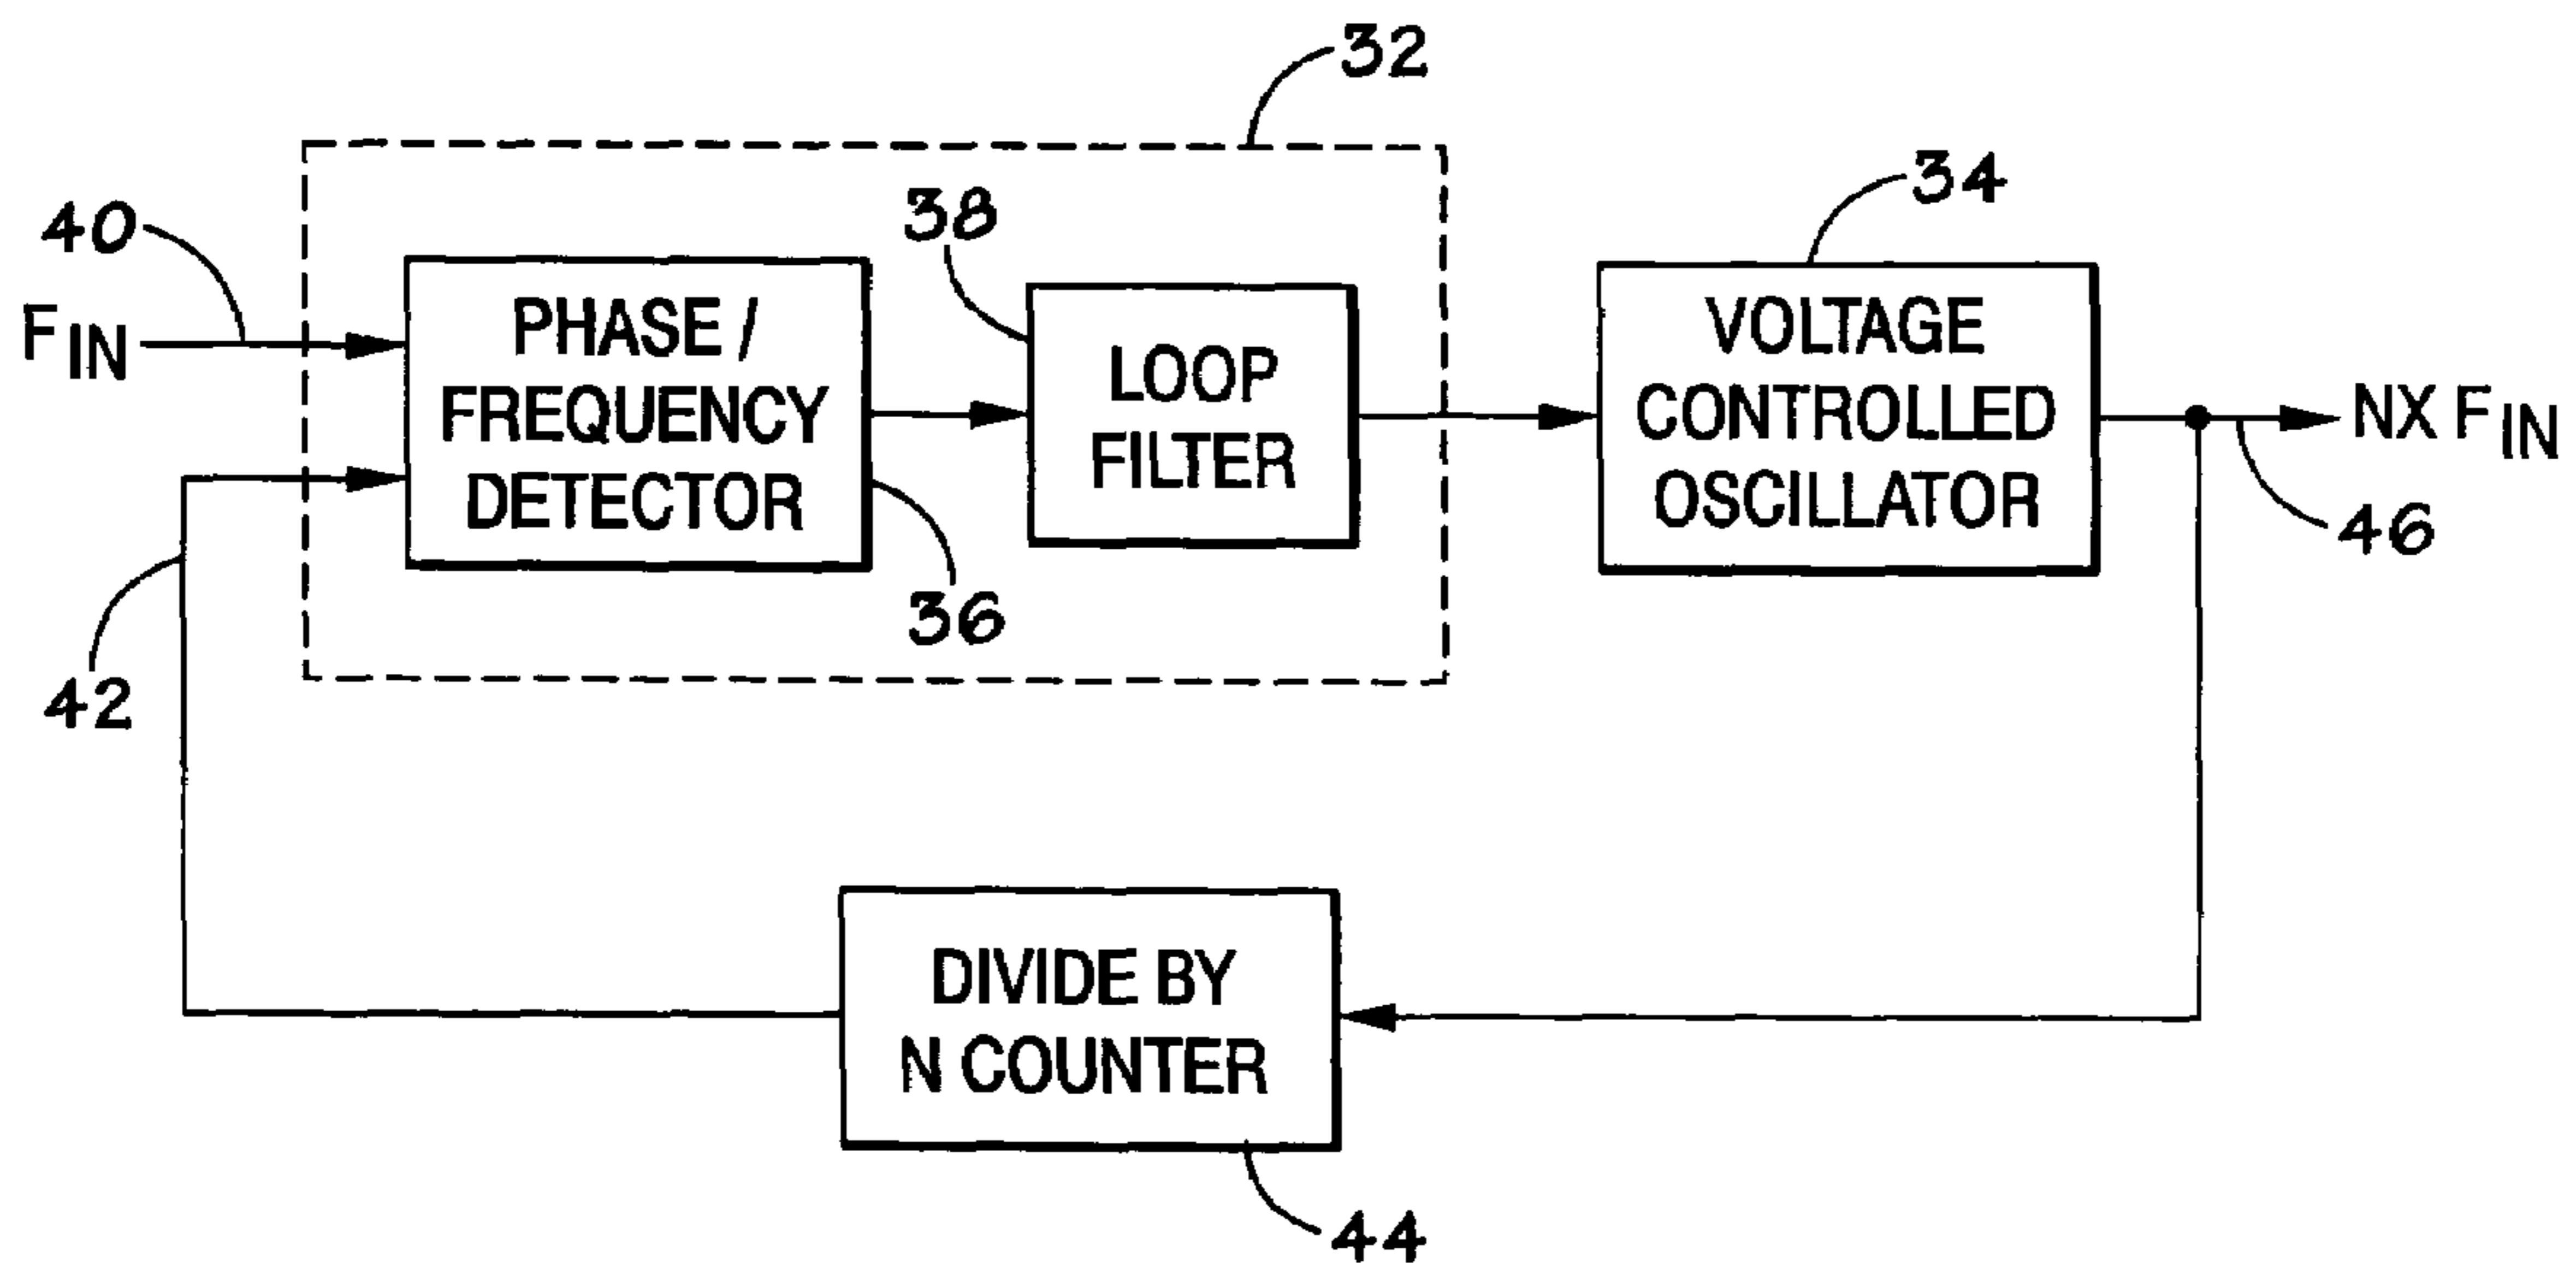 32
34
38
40
PHASE /
FREQUENCY
DETECTOR
LOOP
FILTER
VOLTAGE
CONTROLLED
OSCILLATOR
FIN
NX FIN
46
36
42
DIVIDE BY
N COUNTER
44